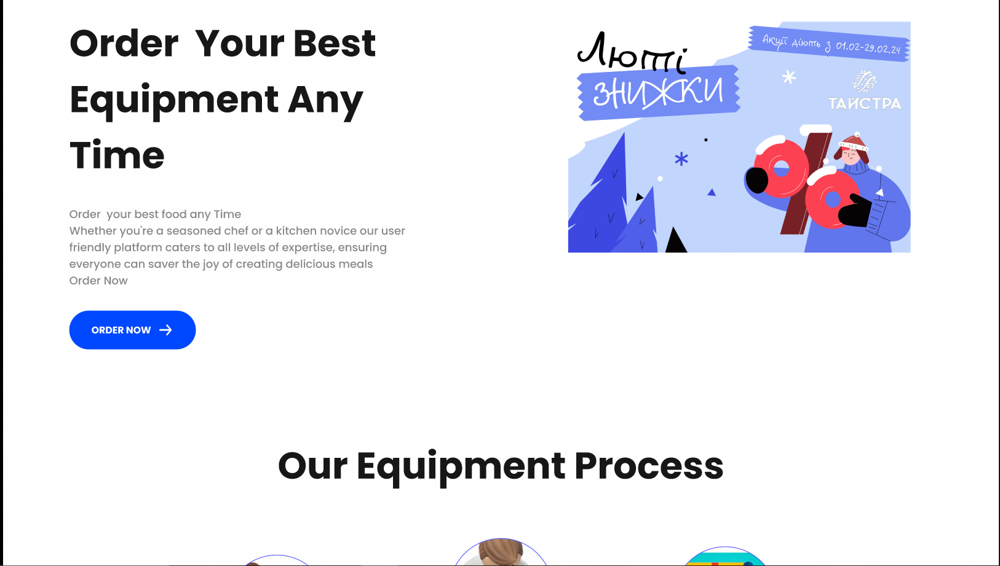 Order  Your Best
Equipment Any
Time
Order  your best food any Time
Whether you're a seasoned chef or a kitchen novice our user
friendly platform caters to all levels of expertise, ensuring
everyone can saver the joy of creating delicious meals
Order Now
ORDER NOW
Люті
ЗНИЖКИ
Акції діють з 01.02-29.02.24
ТАЙСТРА
Our Equipment Process